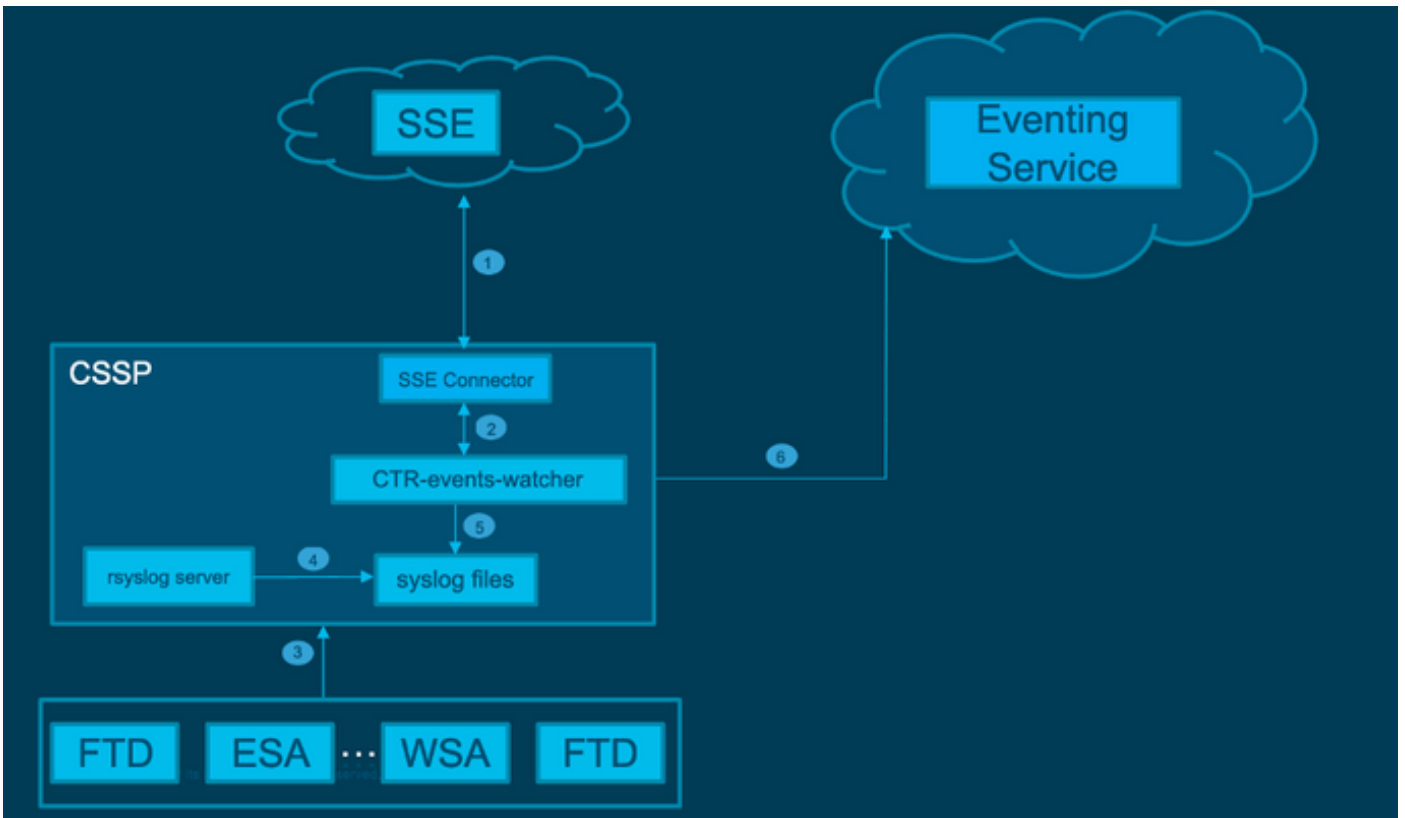 SSE
Eventing
Service
1
CSSP
SSE Connector
2
CTR-events-watcher
6
5
rsyslog server
4
syslog files
3
FTD
ESA
...
WSA
FTD
served